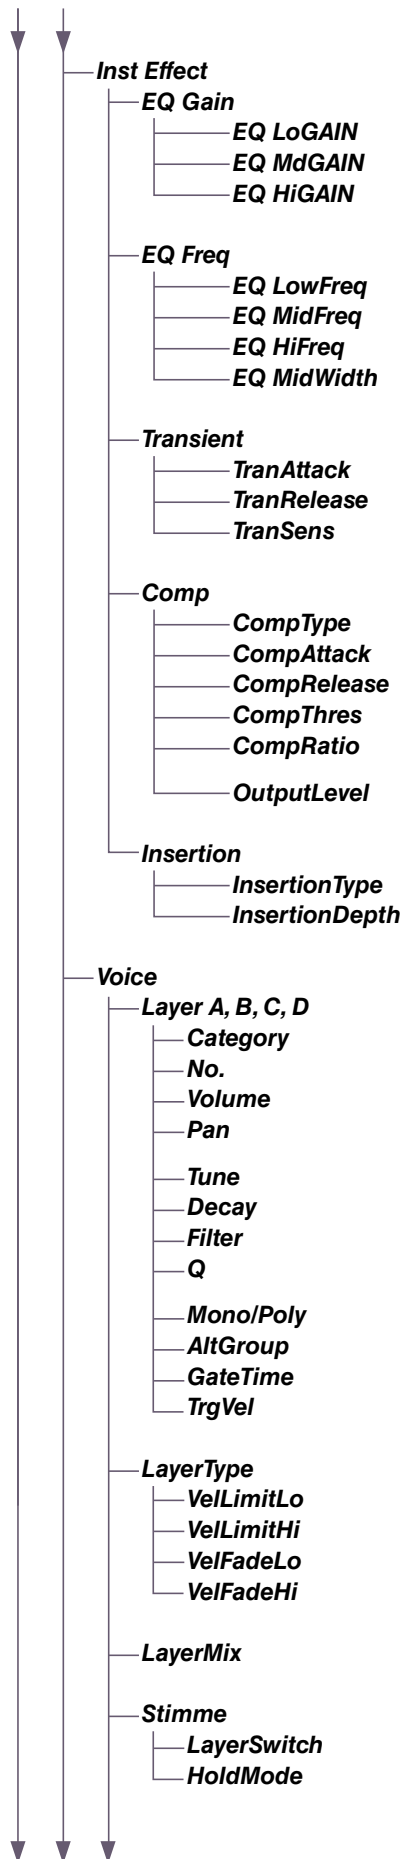 Inst Effect
EQ Gain
EQ LoGAIN
EQ MdGAIN
EQ HiGAIN
EQ Freq
EQ LowFreq
EQ MidFreq
EQ HiFreq
EQ MidWidth
Transient
TranAttack
TranRelease
TranSens
Comp
CompType
CompAttack
CompRelease
CompThres
CompRatio
OutputLevel
Insertion
InsertionType
InsertionDepth
Voice
Layer A, B, C, D
Category
No.
Volume
Pan
Tune
Decay
Filter
Q
Mono/Poly
AltGroup
GateTime
TrgVel
LayerType
VelLimitLo
VelLimitHi
VelFadeLo
VelFadeHi
LayerMix
Stimme
LayerSwitch
HoldMode